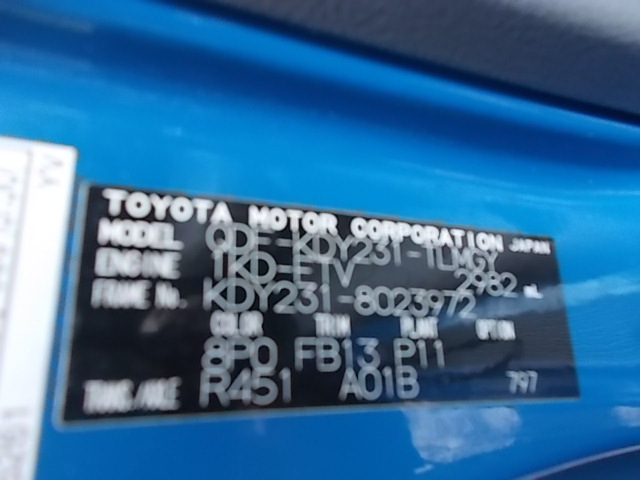 TOYOTA MOTOR CORPORATION JAPAN
MODEL QDF-KDY231-TLMGY
ENGINE 1KD-FTV 2982 mL
FRAME No. KDY231-8023972
COLOR TRIM PLANT OPTION
8P0 FB13 P11
TRANS/AXLE R451 A01B 797